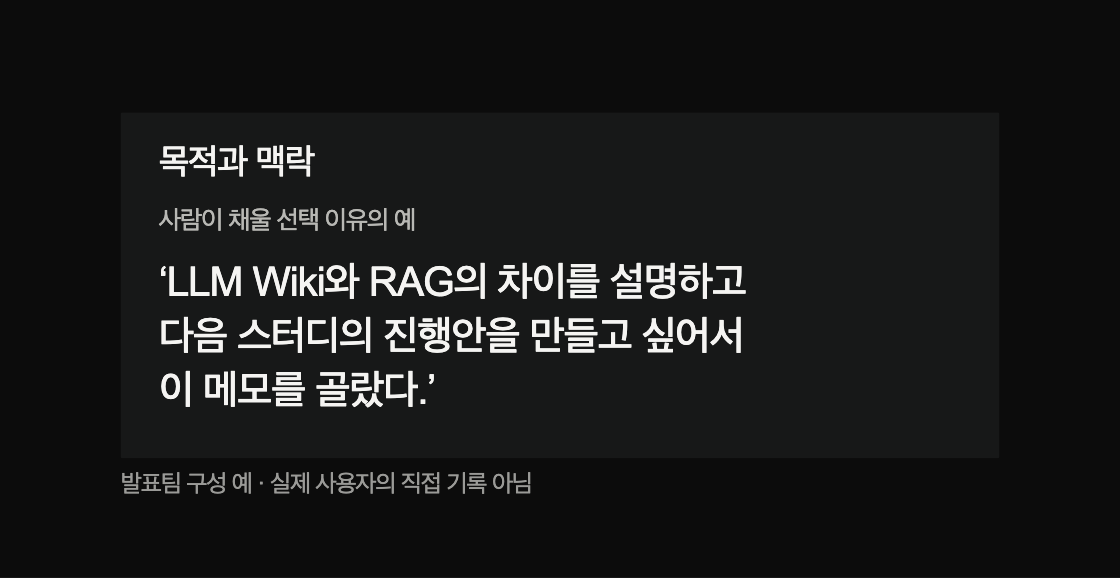 목적과 맥락
사람이 채울 선택 이유의 예
‘LLM Wiki와 RAG의 차이를 설명하고
다음 스터디의 진행안을 만들고 싶어서
이 메모를 골랐다.’
발표팀 구성 예 · 실제 사용자의 직접 기록 아님